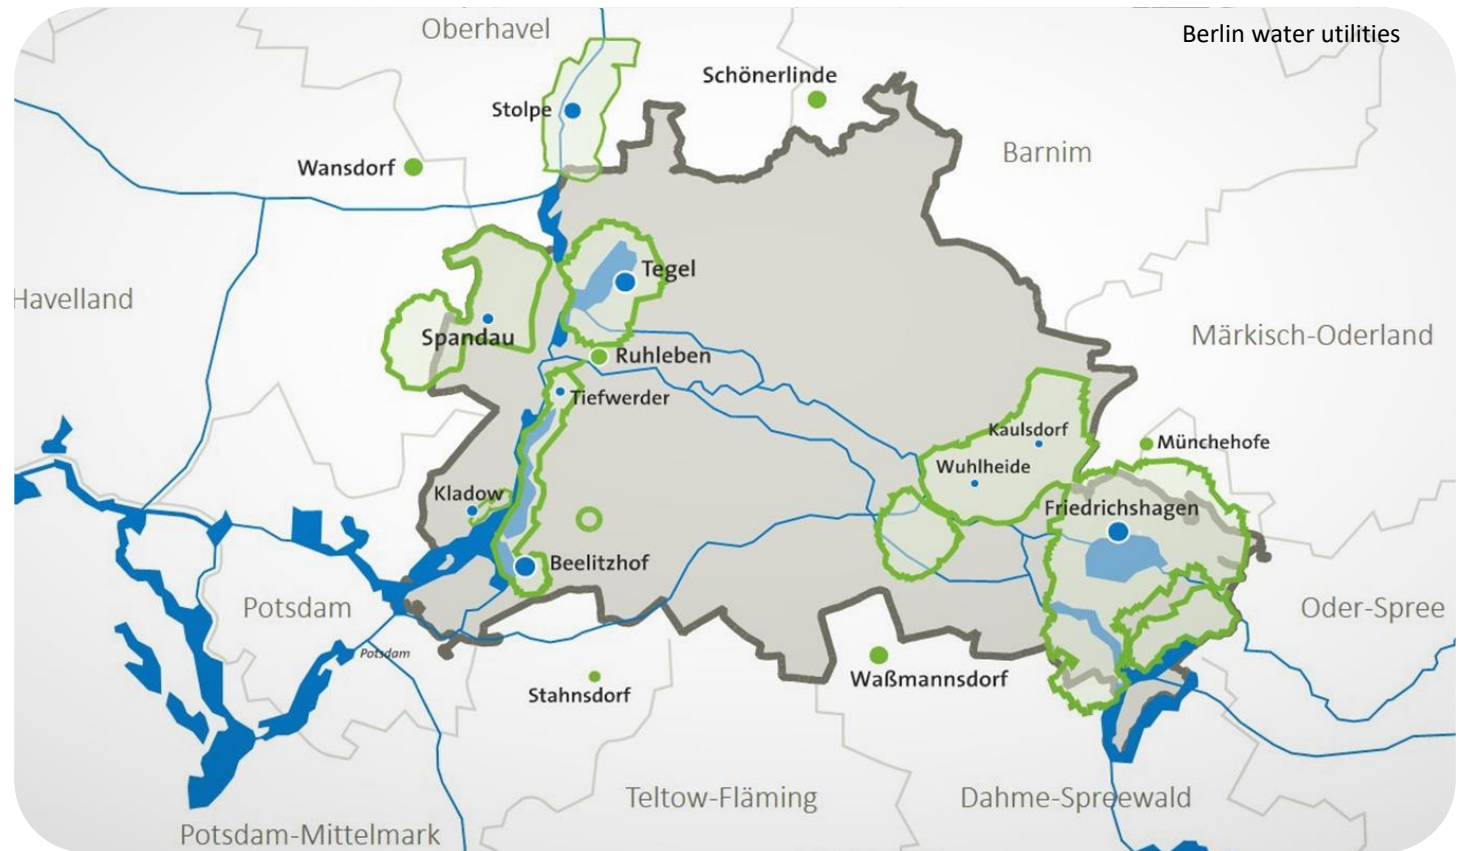 Oberhavel
Berlin water utilities
Schönerlinde
Stolpe
Barnim
Wansdorf
Tegel
Havelland
Spandau
Märkisch-Oderland
Ruhleben
Tiefwerder
Kaulsdorf
Münchehofe
Wuhlheide
Kladow
Friedrichshagen
Beelitzhof
Potsdam
Oder-Spree
Potsdam
Waßmannsdorf
Stahnsdorf
Teltow-Fläming
Dahme-Spreewald
Potsdam-Mittelmark